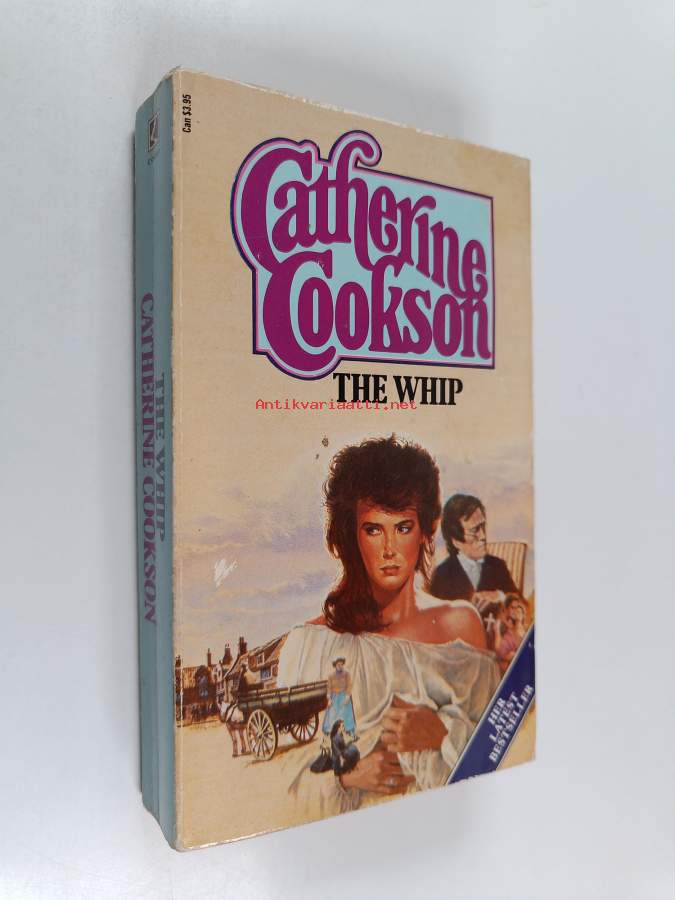 Can $3.95
Catherine
Cookson
THE WHIP
Antikvariaatti.net
HER
LATEST
BESTSELLER
THE WHIP
CATHERINE COOKSON